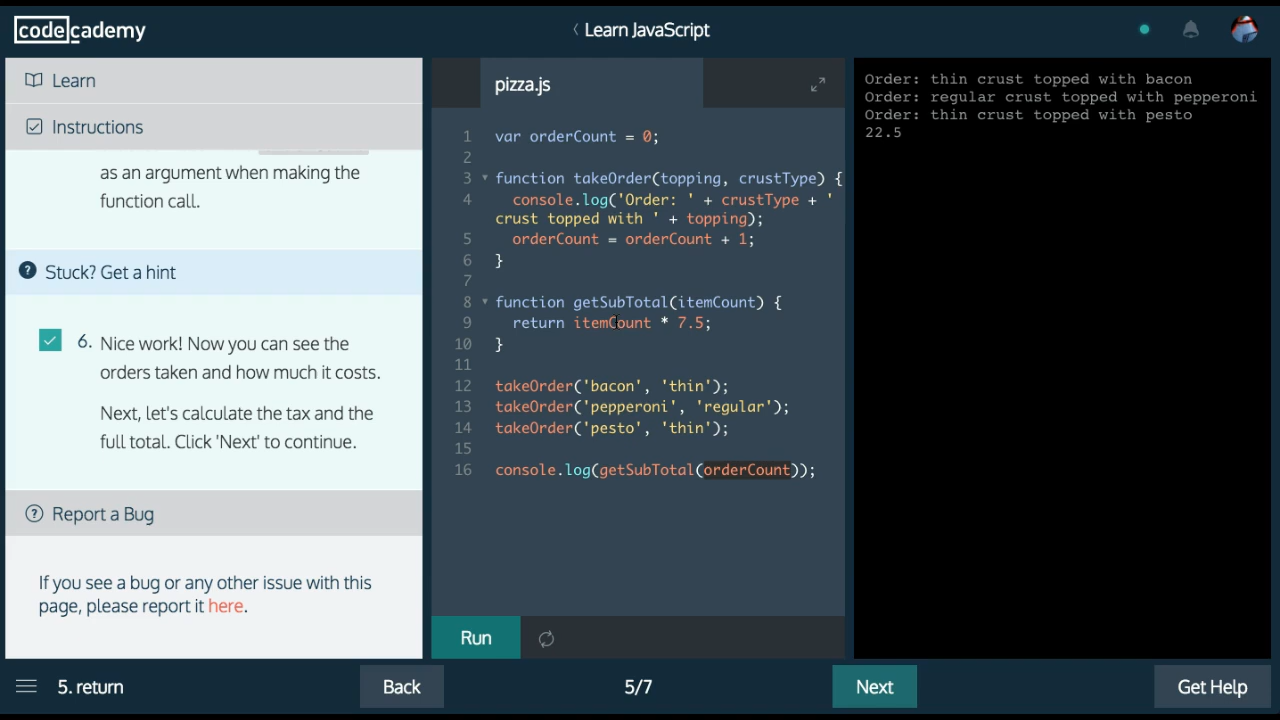 codecademy
Learn JavaScript
Learn
Instructions
as an argument when making the
function call.
Stuck? Get a hint
6. Nice work! Now you can see the
orders taken and how much it costs.
Next, let's calculate the tax and the
full total. Click 'Next' to continue.
Report a Bug
If you see a bug or any other issue with this
page, please report it here.
pizza.js
1 var orderCount = 0;
2
3 function takeOrder(topping, crustType) {
4 console.log('Order: ' + crustType + '
crust topped with ' + topping);
5 orderCount = orderCount + 1;
6 }
7
8 function getSubTotal(itemCount) {
9 return itemCount * 7.5;
10 }
11
12 takeOrder('bacon', 'thin');
13 takeOrder('pepperoni', 'regular');
14 takeOrder('pesto', 'thin');
15
16 console.log(getSubTotal(orderCount));
Run
Order: thin crust topped with bacon
Order: regular crust topped with pepperoni
Order: thin crust topped with pesto
22.5
5. return
Back
5/7
Next
Get Help